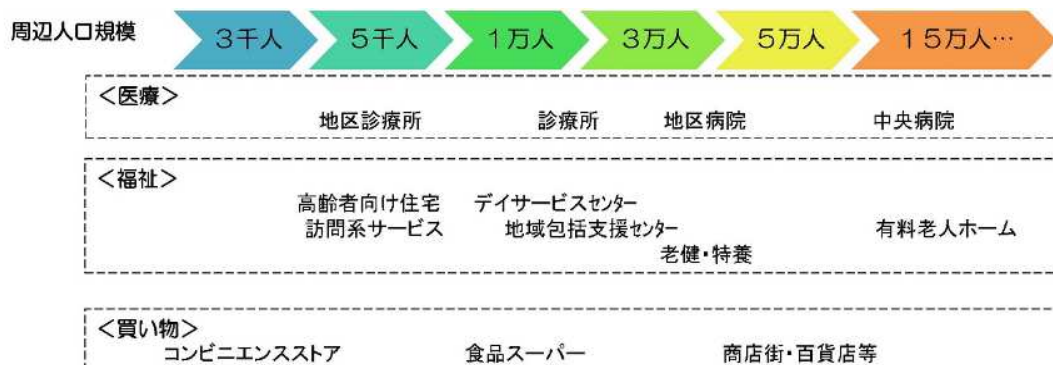 周辺人口規模 3千人 5千人 1万人 3万人 5万人 15万人…
<医療>
地区診療所 診療所 地区病院 中央病院
<福祉>
高齢者向け住宅 デイサービスセンター
訪問系サービス 地域包括支援センター 有料老人ホーム
老健・特養
<買い物>
コンビニエンスストア 食品スーパー 商店街・百貨店等